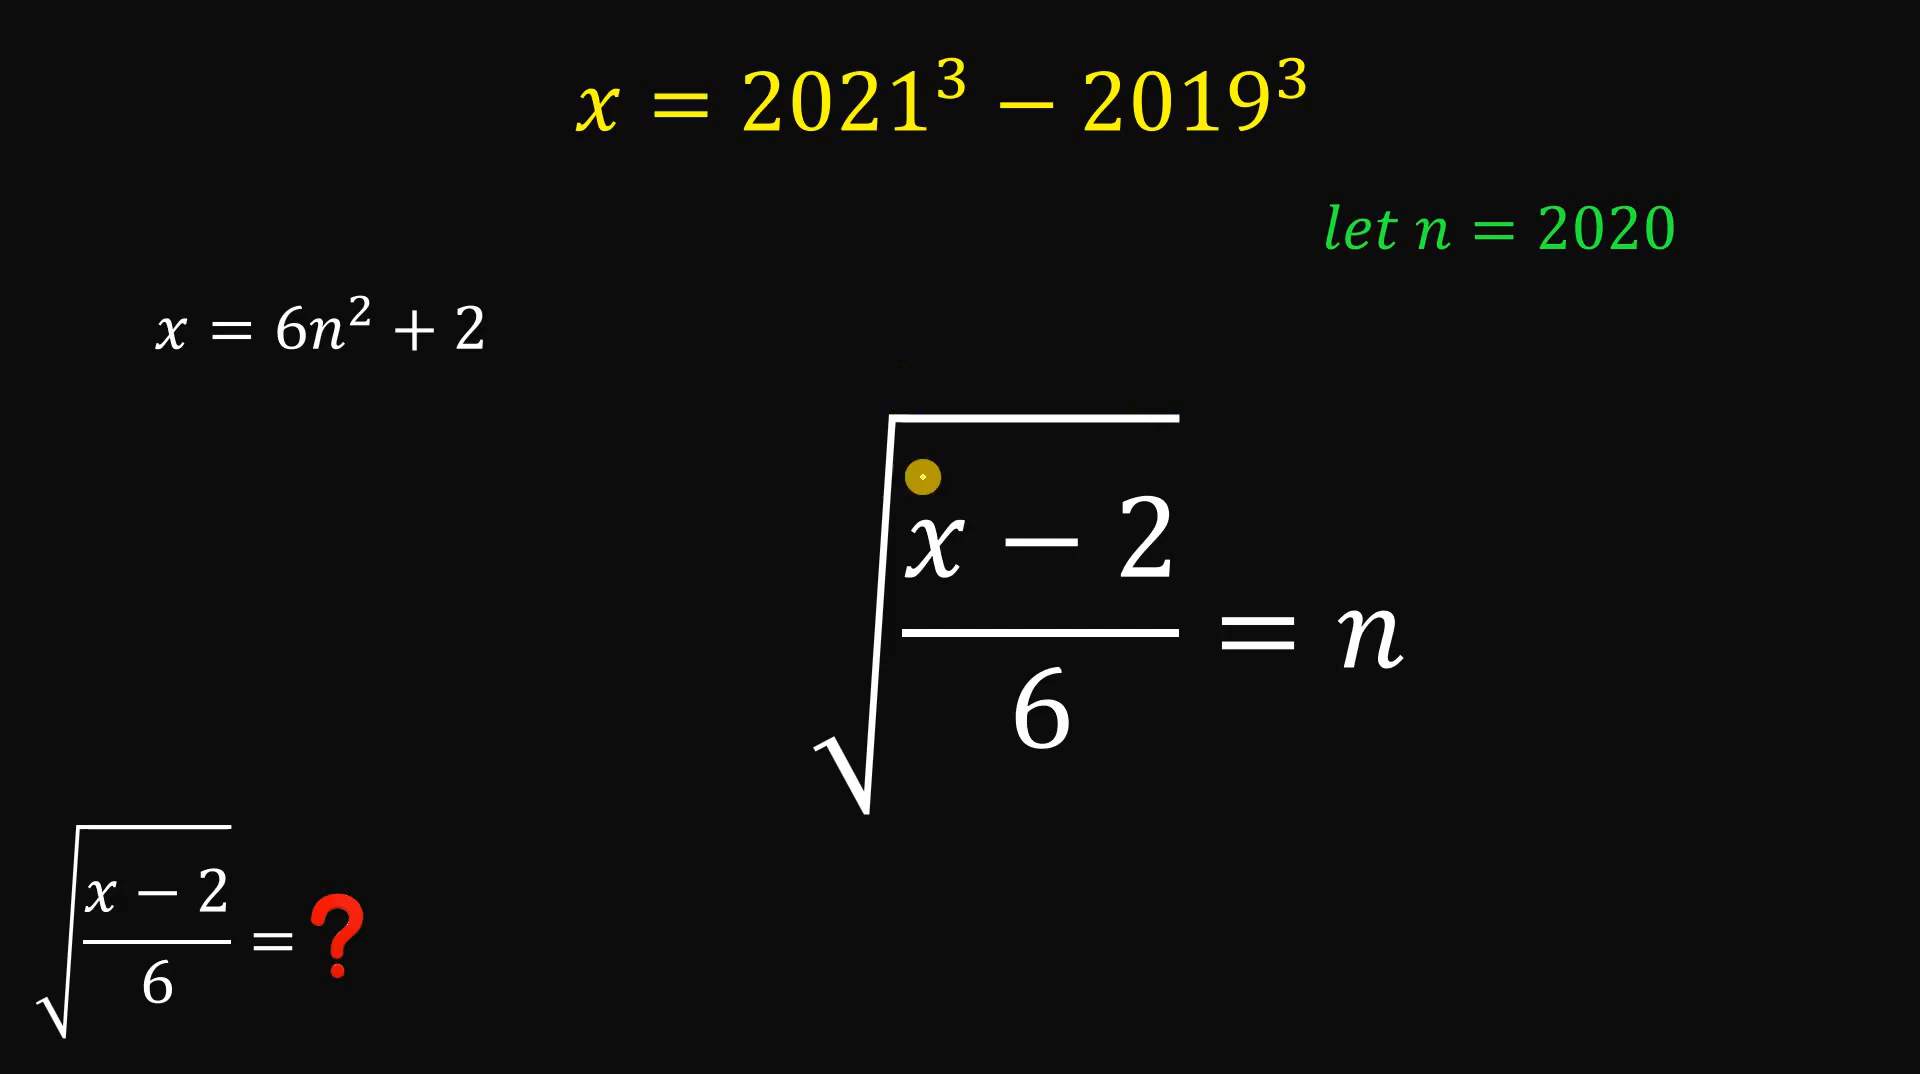 x = 2021³ − 2019³
let n = 2020
x = 6n² + 2
√((x − 2)/6) = n
√((x − 2)/6) = ❓